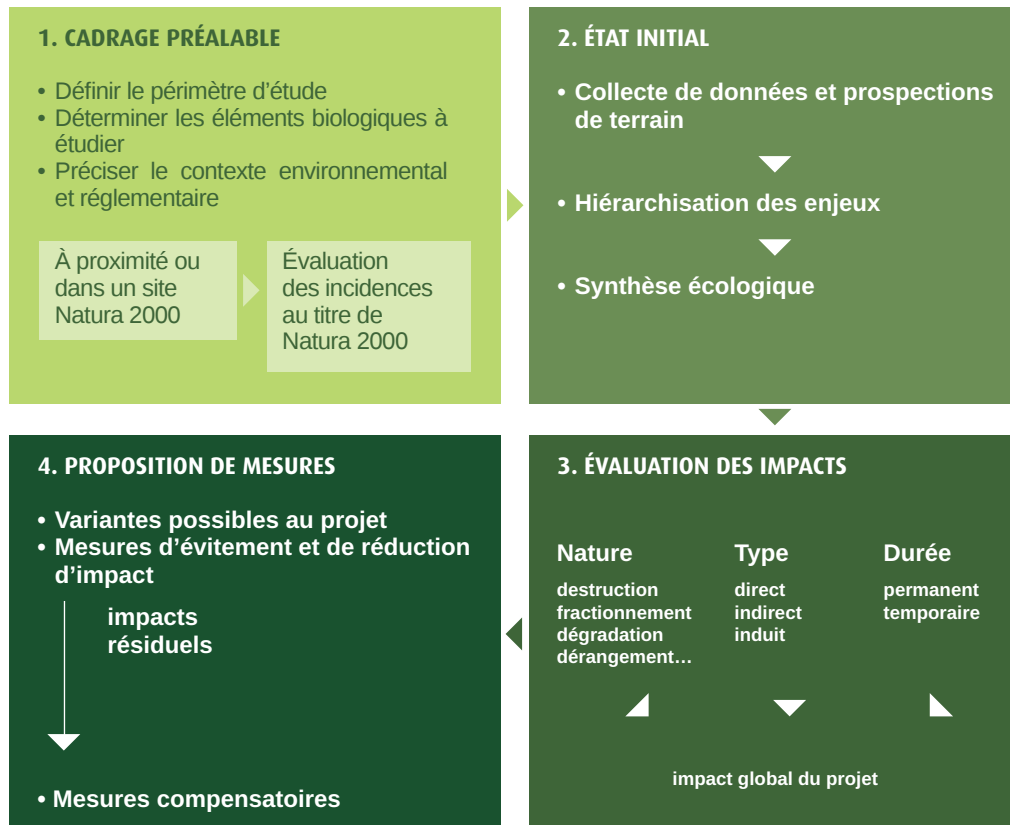 1. CADRAGE PRÉALABLE
• Définir le périmètre d’étude
• Déterminer les éléments biologiques à
étudier
• Préciser le contexte environnemental
et réglementaire
À proximité ou
dans un site
Natura 2000
Évaluation
des incidences
au titre de
Natura 2000
2. ÉTAT INITIAL
• Collecte de données et prospections
de terrain
• Hiérarchisation des enjeux
• Synthèse écologique
3. ÉVALUATION DES IMPACTS
Nature
destruction
fractionnement
dégradation
dérangement…
Type
direct
indirect
induit
Durée
permanent
temporaire
impact global du projet
4. PROPOSITION DE MESURES
• Variantes possibles au projet
• Mesures d’évitement et de réduction
d’impact
impacts
résiduels
• Mesures compensatoires